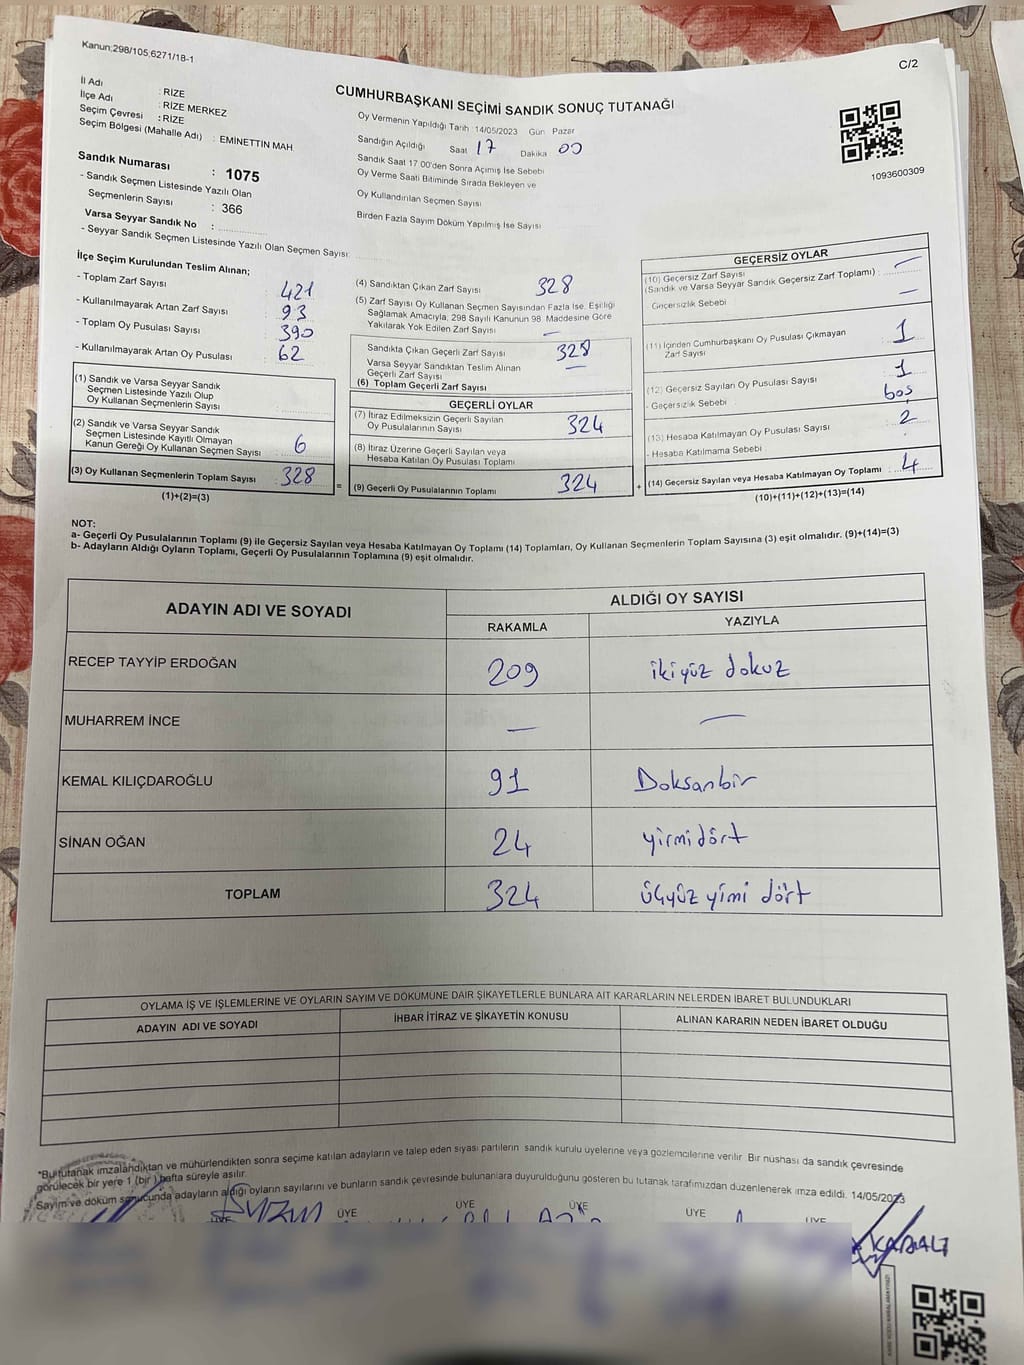 Kanun;298/105,6271/18-1
C/2
CUMHURBAŞKANI SEÇİMİ SANDIK SONUÇ TUTANAĞI
İl Adı : RİZE
İlçe Adı : RİZE MERKEZ
Seçim Çevresi : RİZE
Seçim Bölgesi (Mahalle Adı) : EMİNETTİN MAH
Sandık Numarası : 1075
- Sandık Seçmen Listesinde Yazılı Olan
Seçmenlerin Sayısı : 366
Varsa Seyyar Sandık No :
- Seyyar Sandık Seçmen Listesinde Yazılı Olan Seçmen Sayısı:
Oy Vermenin Yapıldığı Tarih 14/05/2023 Gün Pazar
Sandığın Açıldığı Saat 17 Dakika 00
Sandık Saat 17.00'den Sonra Açılmış İse Sebebi
Oy Verme Saati Bitiminde Sırada Bekleyen ve
Oy Kullandırılan Seçmen Sayısı
Birden Fazla Sayım Döküm Yapılmış İse Sayısı
1093600309
İlçe Seçim Kurulundan Teslim Alınan;
- Toplam Zarf Sayısı : 421
- Kullanılmayarak Artan Zarf Sayısı : 93
- Toplam Oy Pusulası Sayısı : 390
- Kullanılmayarak Artan Oy Pusulası : 62
(1) Sandık ve Varsa Seyyar Sandık
Seçmen Listesinde Yazılı Olup
Oy Kullanan Seçmenlerin Sayısı :
(2) Sandık ve Varsa Seyyar Sandık
Seçmen Listesinde Kayıtlı Olmayan
Kanun Gereği Oy Kullanan Seçmen Sayısı : 6
(3) Oy Kullanan Seçmenlerin Toplam Sayısı : 328
(1)+(2)=(3)
=
(4) Sandıktan Çıkan Zarf Sayısı 328
(5) Zarf Sayısı Oy Kullanan Seçmen Sayısından Fazla İse, Eşitliği
Sağlamak Amacıyla, 298 Sayılı Kanunun 98. Maddesine Göre
Yakılarak Yok Edilen Zarf Sayısı —
Sandıkta Çıkan Geçerli Zarf Sayısı 328
Varsa Seyyar Sandıktan Teslim Alınan
Geçerli Zarf Sayısı —
(6) Toplam Geçerli Zarf Sayısı
GEÇERLİ OYLAR
(7) İtiraz Edilmeksizin Geçerli Sayılan
Oy Pusulalarının Sayısı 324
(8) İtiraz Üzerine Geçerli Sayılan veya
Hesaba Katılan Oy Pusulası Toplamı
(9) Geçerli Oy Pusulalarının Toplamı 324
+
GEÇERSİZ OYLAR
(10) Geçersiz Zarf Sayısı
(Sandık ve Varsa Seyyar Sandık Geçersiz Zarf Toplamı) : —
Geçersizlik Sebebi —
(11) İçinden Cumhurbaşkanı Oy Pusulası Çıkmayan
Zarf Sayısı 1
(12) Geçersiz Sayılan Oy Pusulası Sayısı : 1
- Geçersizlik Sebebi boş
(13) Hesaba Katılmayan Oy Pusulası Sayısı : 2
- Hesaba Katılmama Sebebi
(14) Geçersiz Sayılan veya Hesaba Katılmayan Oy Toplamı : 4
(10)+(11)+(12)+(13)=(14)
NOT:
a- Geçerli Oy Pusulalarının Toplamı (9) ile Geçersiz Sayılan veya Hesaba Katılmayan Oy Toplamı (14) Toplamları, Oy Kullanan Seçmenlerin Toplam Sayısına (3) eşit olmalıdır. (9)+(14)=(3)
b- Adayların Aldığı Oyların Toplamı, Geçerli Oy Pusulalarının Toplamına (9) eşit olmalıdır.
ADAYIN ADI VE SOYADI
ALDIĞI OY SAYISI
RAKAMLA YAZIYLA
RECEP TAYYİP ERDOĞAN 209 ikiyüz dokuz
MUHARREM İNCE — —
KEMAL KILIÇDAROĞLU 91 Doksanbir
SİNAN OĞAN 24 yirmidört
TOPLAM 324 üçyüz yimi dört
OYLAMA İŞ VE İŞLEMLERİNE VE OYLARIN SAYIM VE DÖKÜMÜNE DAİR ŞİKAYETLERLE BUNLARA AİT KARARLARIN NELERDEN İBARET BULUNDUKLARI
ADAYIN ADI VE SOYADI İHBAR İTİRAZ VE ŞİKAYETİN KONUSU ALINAN KARARIN NEDEN İBARET OLDUĞU
*Bu tutanak imzalandıktan ve mühürlendikten sonra seçime katılan adayların ve talep eden siyasi partilerin sandık kurulu üyelerine veya gözlemcilerine verilir. Bir nüshası da sandık çevresinde
görülecek bir yere 1 (bir) hafta süreyle asılır.
Sayım ve döküm sonucunda adayların aldığı oyların sayılarını ve bunların sandık çevresinde bulunanlara duyurulduğunu gösteren bu tutanak tarafımızdan düzenlenerek imza edildi. 14/05/2023
ÜYE ÜYE ÜYE ÜYE ÜYE ÜYE